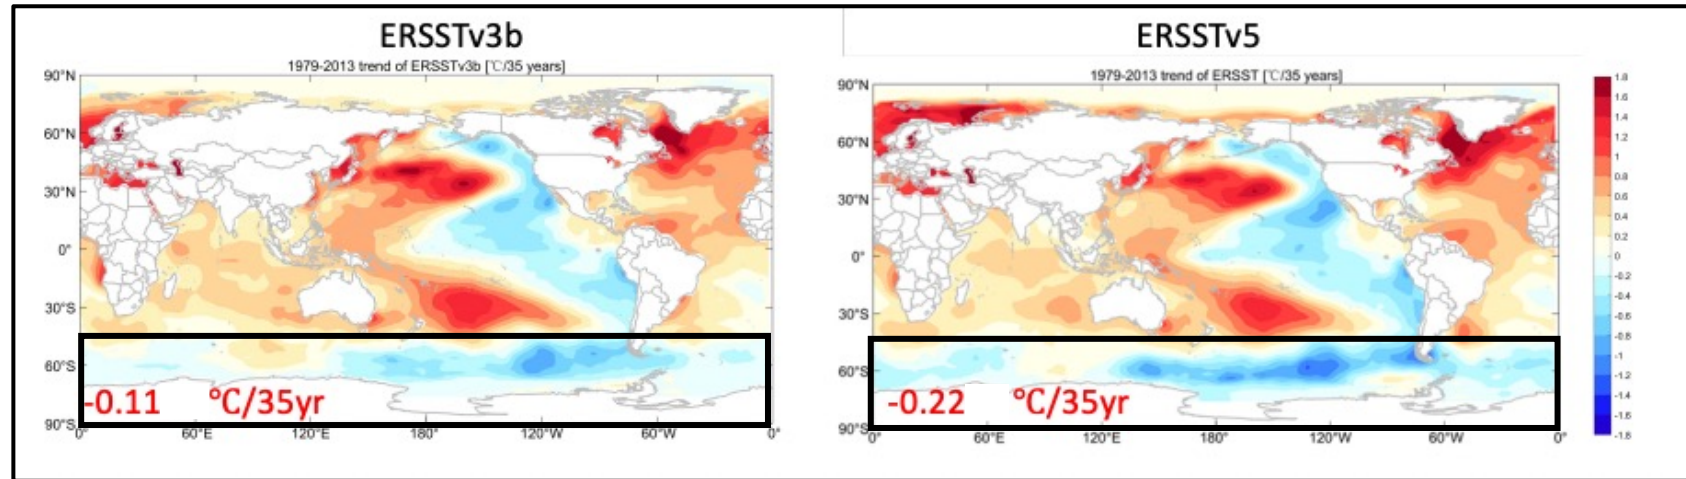 ERSSTv3b
1979-2013 trend of ERSSTv3b [℃/35 years]
90°N
60°N
30°N
0°
30°S
60°S
90°S
0°
60°E
120°E
180°
120°W
60°W
0°
-0.11 ℃/35yr
ERSSTv5
1979-2013 trend of ERSST [℃/35 years]
90°N
60°N
30°N
0°
30°S
60°S
90°S
0°
60°E
120°E
180°
120°W
60°W
0°
-0.22 ℃/35yr
1.8
1.6
1.4
1.2
1
0.8
0.6
0.4
0.2
0
-0.2
-0.4
-0.6
-0.8
-1
-1.2
-1.4
-1.6
-1.8